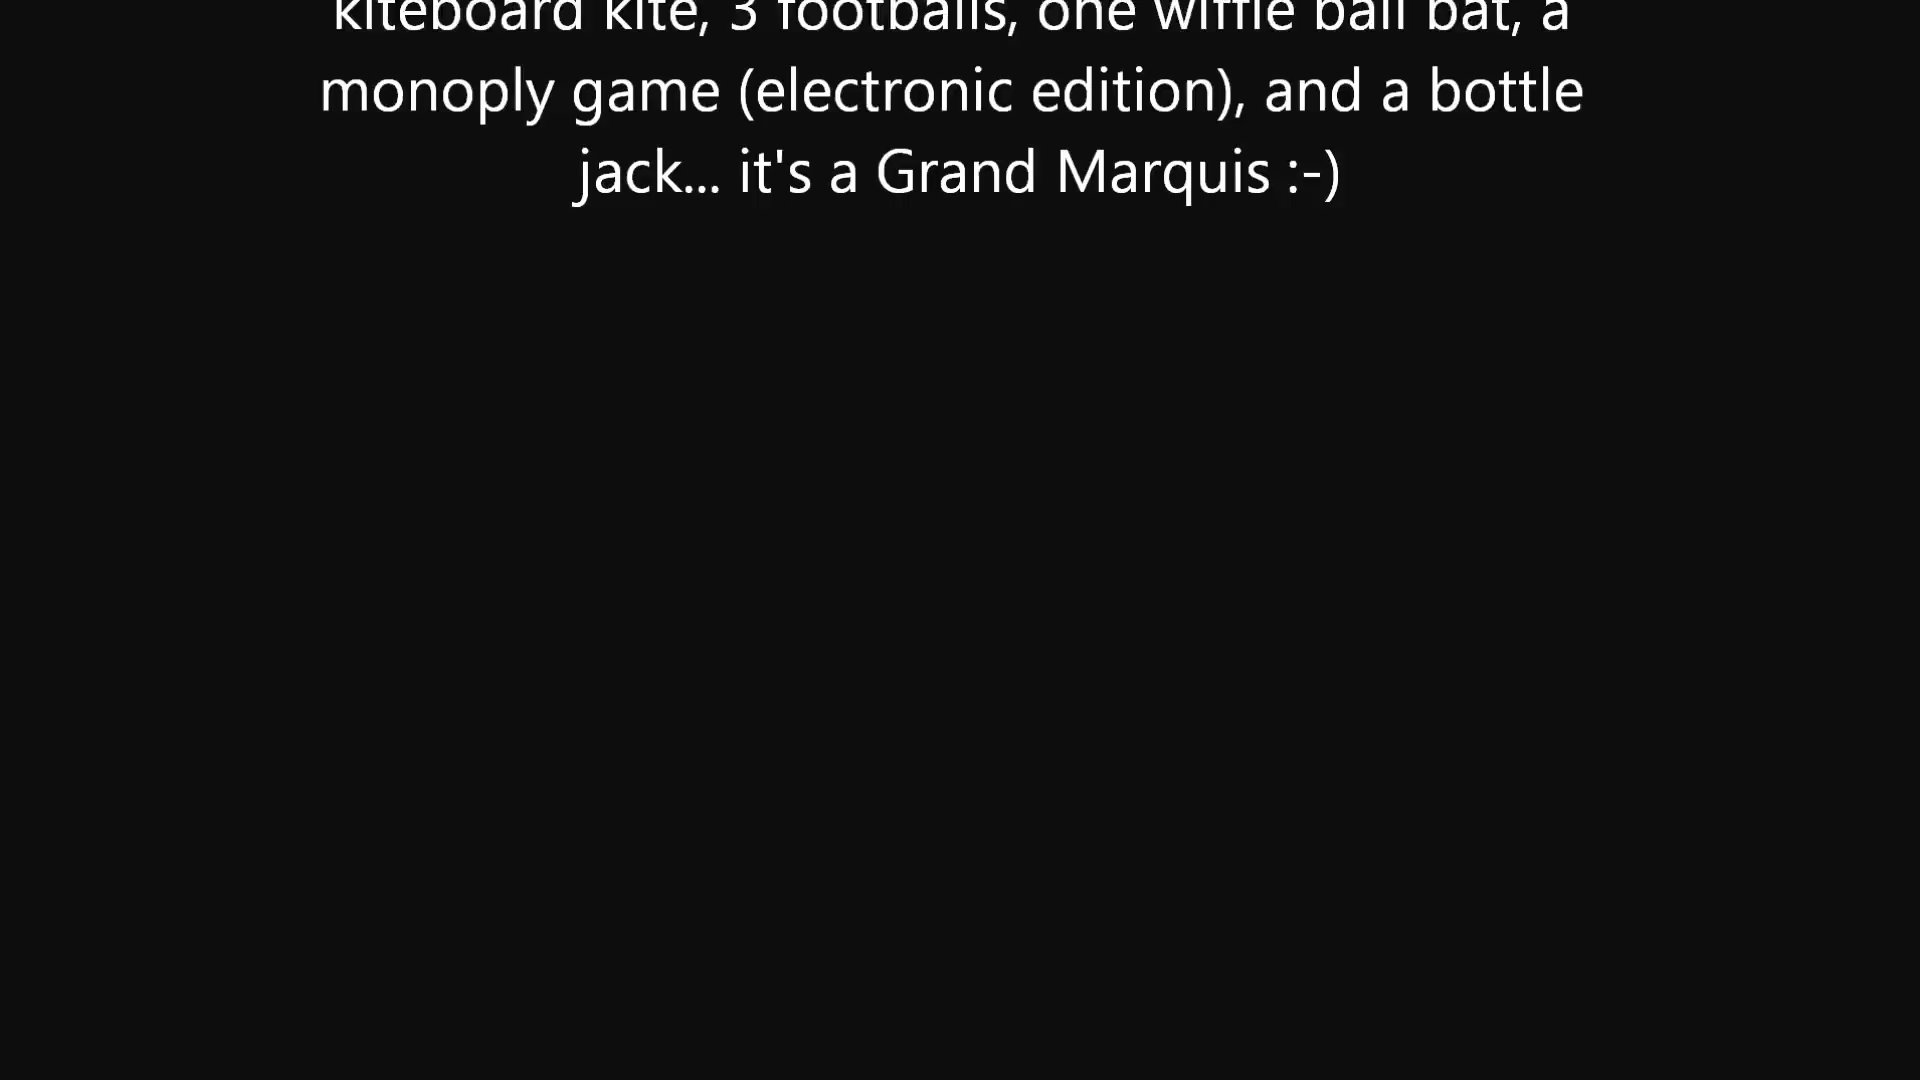 kiteboard kite, 3 footballs, one wiffle ball bat, a
monoply game (electronic edition), and a bottle
jack... it's a Grand Marquis :-)